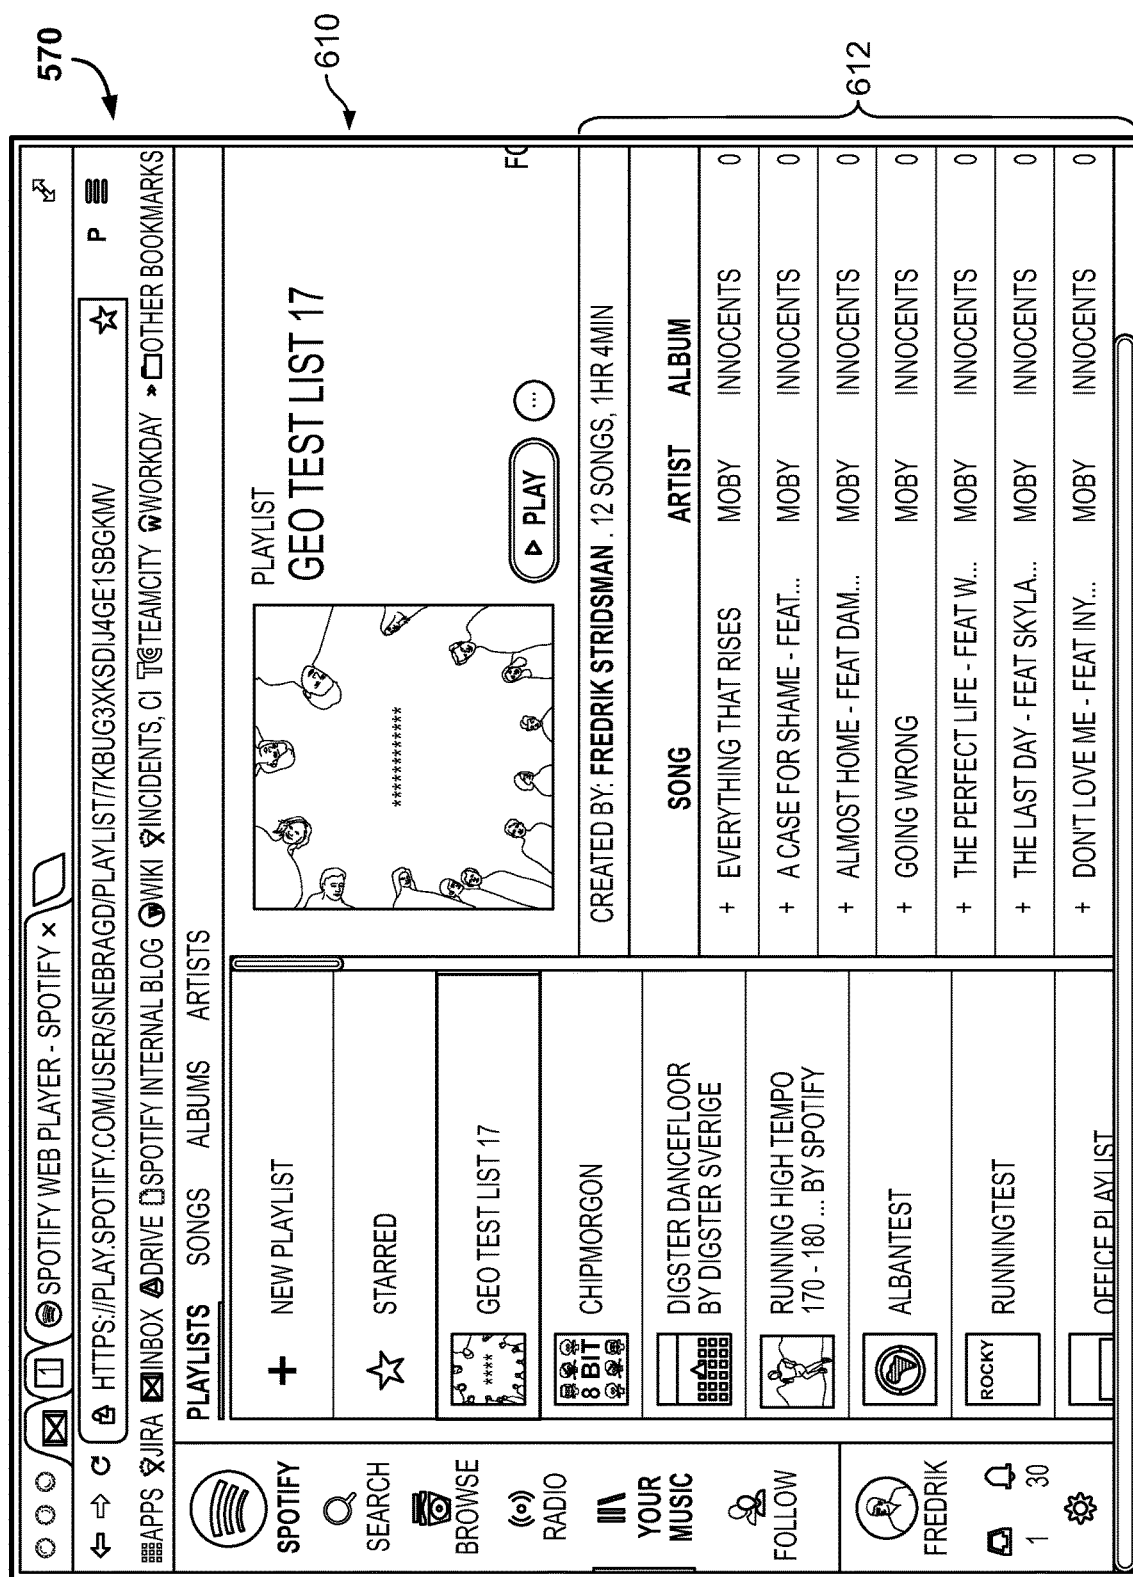 570
610
612
SPOTIFY WEB PLAYER - SPOTIFY ×
1
HTTPS://PLAY.SPOTIFY.COM/USER/SNEBRAGD/PLAYLIST/7KBUG3XKSDIJ4GE1SBGKMV
P
APPS JIRA INBOX DRIVE SPOTIFY INTERNAL BLOG WIKI INCIDENTS, CI TC TEAMCITY W WORKDAY » OTHER BOOKMARKS
SPOTIFY
SEARCH
BROWSE
RADIO
YOUR
MUSIC
FOLLOW
FREDRIK
1 30
PLAYLISTS SONGS ALBUMS ARTISTS
+ NEW PLAYLIST
STARRED
****
GEO TEST LIST 17
8 BIT
CHIPMORGON
DIGSTER DANCEFLOOR
BY DIGSTER SVERIGE
RUNNING HIGH TEMPO
170 - 180 ... BY SPOTIFY
ALBANTEST
ROCKY
RUNNINGTEST
OFFICE PLAYLIST
************
PLAYLIST
GEO TEST LIST 17
PLAY ...
FO
CREATED BY: FREDRIK STRIDSMAN . 12 SONGS, 1HR 4MIN
SONG ARTIST ALBUM
+ EVERYTHING THAT RISES MOBY INNOCENTS 0
+ A CASE FOR SHAME - FEAT... MOBY INNOCENTS 0
+ ALMOST HOME - FEAT DAM... MOBY INNOCENTS 0
+ GOING WRONG MOBY INNOCENTS 0
+ THE PERFECT LIFE - FEAT W... MOBY INNOCENTS 0
+ THE LAST DAY - FEAT SKYLA... MOBY INNOCENTS 0
+ DON'T LOVE ME - FEAT INY... MOBY INNOCENTS 0